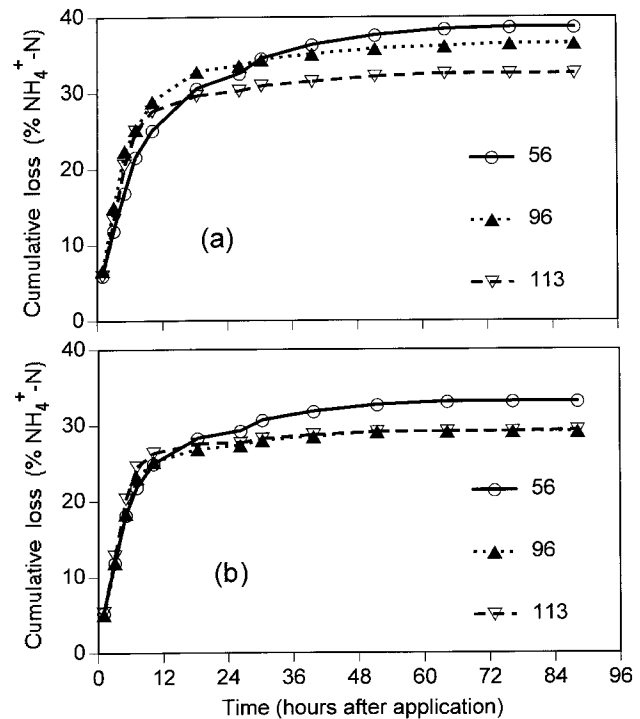 40
30
20
10
0
Cumulative loss (% NH₄⁺-N)
(a)
56
96
113
40
30
20
10
0
Cumulative loss (% NH₄⁺-N)
(b)
56
96
113
0 12 24 26 36 48 60 72 84 96
Time (hours after application)